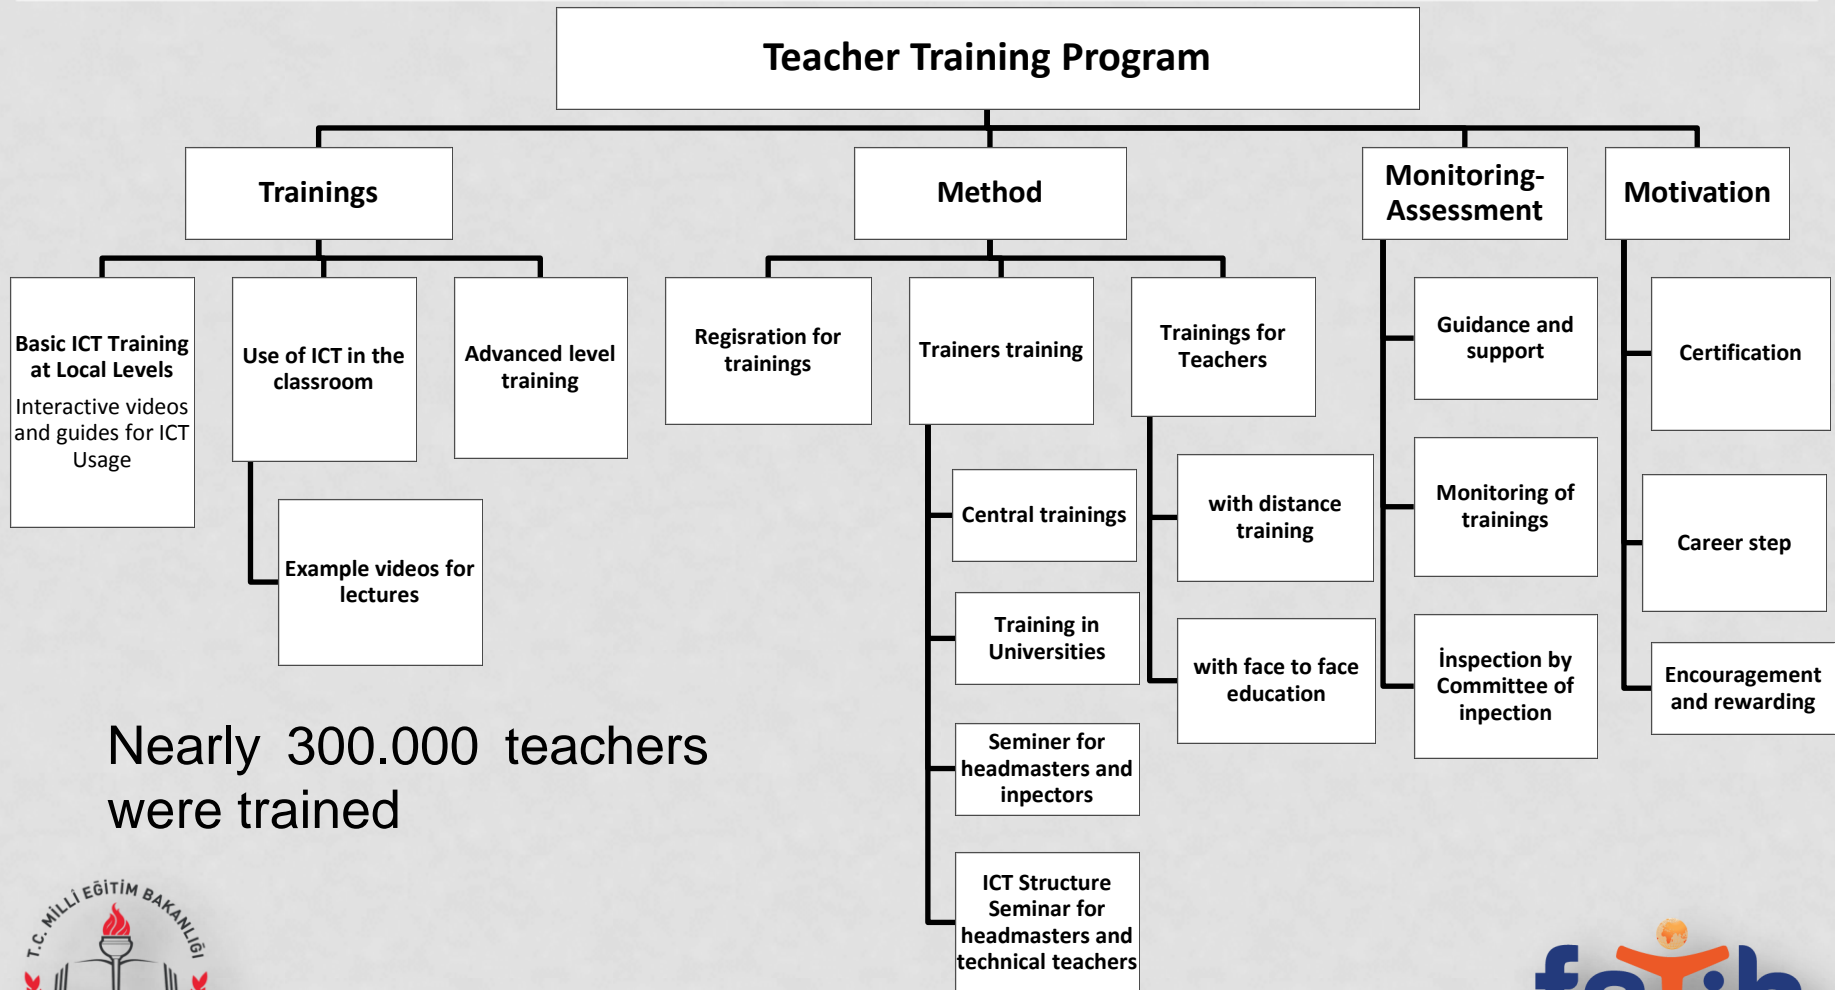 Teacher Training Program
Trainings
Method
Monitoring-
Assessment
Motivation
Basic ICT Training
at Local Levels
Interactive videos
and guides for ICT
Usage
Use of ICT in the
classroom
Advanced level
training
Example videos for
lectures
Regisration for
trainings
Trainers training
Trainings for
Teachers
Central trainings
Training in
Universities
Seminer for
headmasters and
inpectors
ICT Structure
Seminar for
headmasters and
technical teachers
with distance
training
with face to face
education
Guidance and
support
Monitoring of
trainings
İnspection by
Committee of
inpection
Certification
Career step
Encouragement
and rewarding
Nearly 300.000 teachers
were trained
T.C. MİLLİ EĞİTİM BAKANLIĞI
fatih